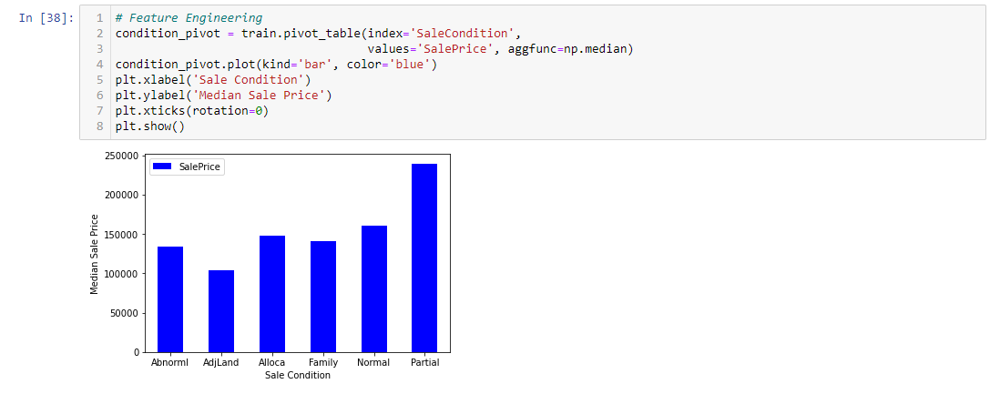 In [38]:
1 # Feature Engineering
2 condition_pivot = train.pivot_table(index='SaleCondition',
3                                     values='SalePrice', aggfunc=np.median)
4 condition_pivot.plot(kind='bar', color='blue')
5 plt.xlabel('Sale Condition')
6 plt.ylabel('Median Sale Price')
7 plt.xticks(rotation=0)
8 plt.show()
SalePrice
250000
200000
150000
100000
50000
0
Median Sale Price
Abnorml AdjLand Alloca Family Normal Partial
Sale Condition